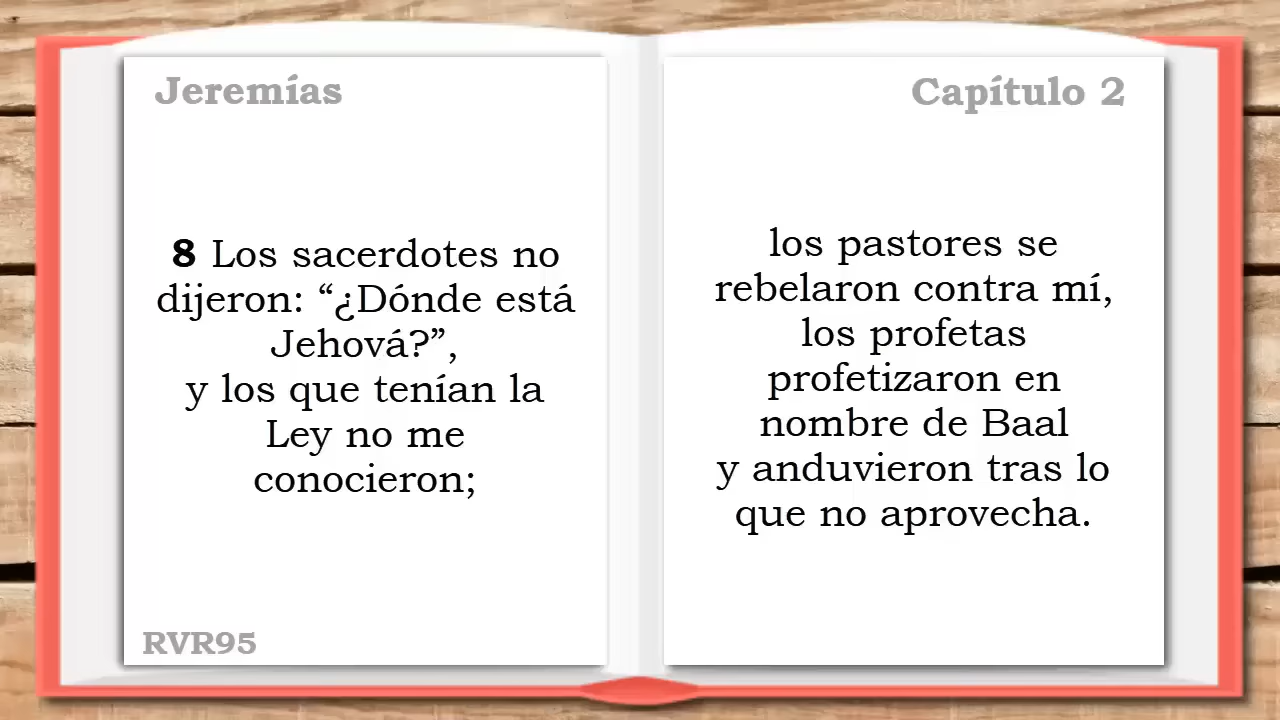 Jeremías
8 Los sacerdotes no
dijeron: “¿Dónde está
Jehová?”,
y los que tenían la
Ley no me
conocieron;
RVR95
Capítulo 2
los pastores se
rebelaron contra mí,
los profetas
profetizaron en
nombre de Baal
y anduvieron tras lo
que no aprovecha.